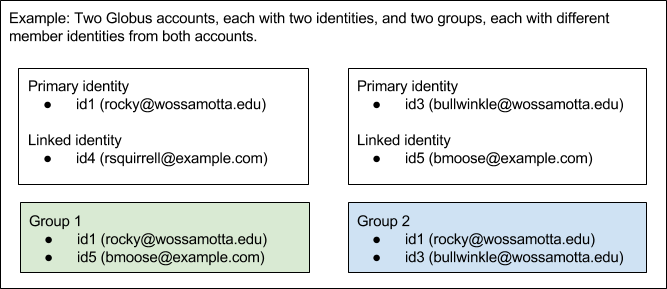 Example: Two Globus accounts, each with two identities, and two groups, each with different
member identities from both accounts.
Primary identity
● id1 (rocky@wossamotta.edu)
Linked identity
● id4 (rsquirrell@example.com)
Primary identity
● id3 (bullwinkle@wossamotta.edu)
Linked identity
● id5 (bmoose@example.com)
Group 1
● id1 (rocky@wossamotta.edu)
● id5 (bmoose@example.com)
Group 2
● id1 (rocky@wossamotta.edu)
● id3 (bullwinkle@wossamotta.edu)